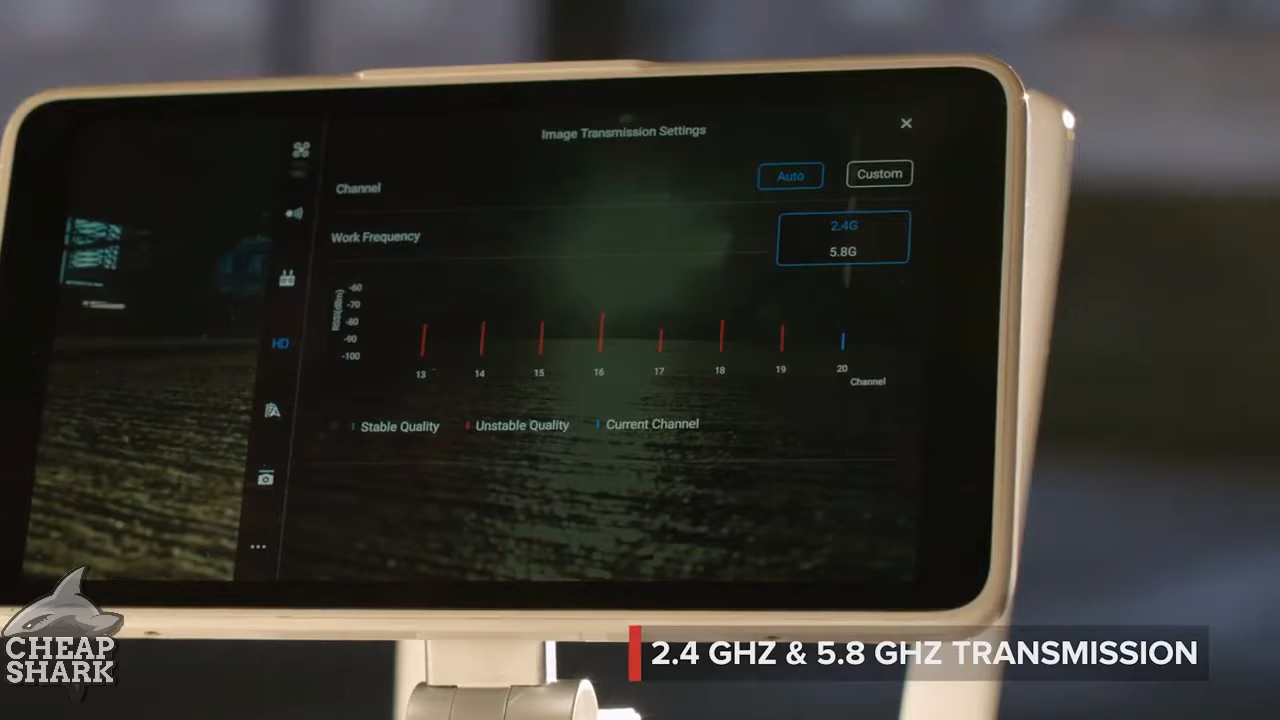 Image Transmission Settings
×
Channel
Auto
Custom
Work Frequency
2.4G
5.8G
RSSI(dBm)
-60
-70
-80
-90
-100
HD
13 14 15 16 17 18 19 20
Channel
Stable Quality Unstable Quality Current Channel
CHEAP
SHARK
2.4 GHZ & 5.8 GHZ TRANSMISSION